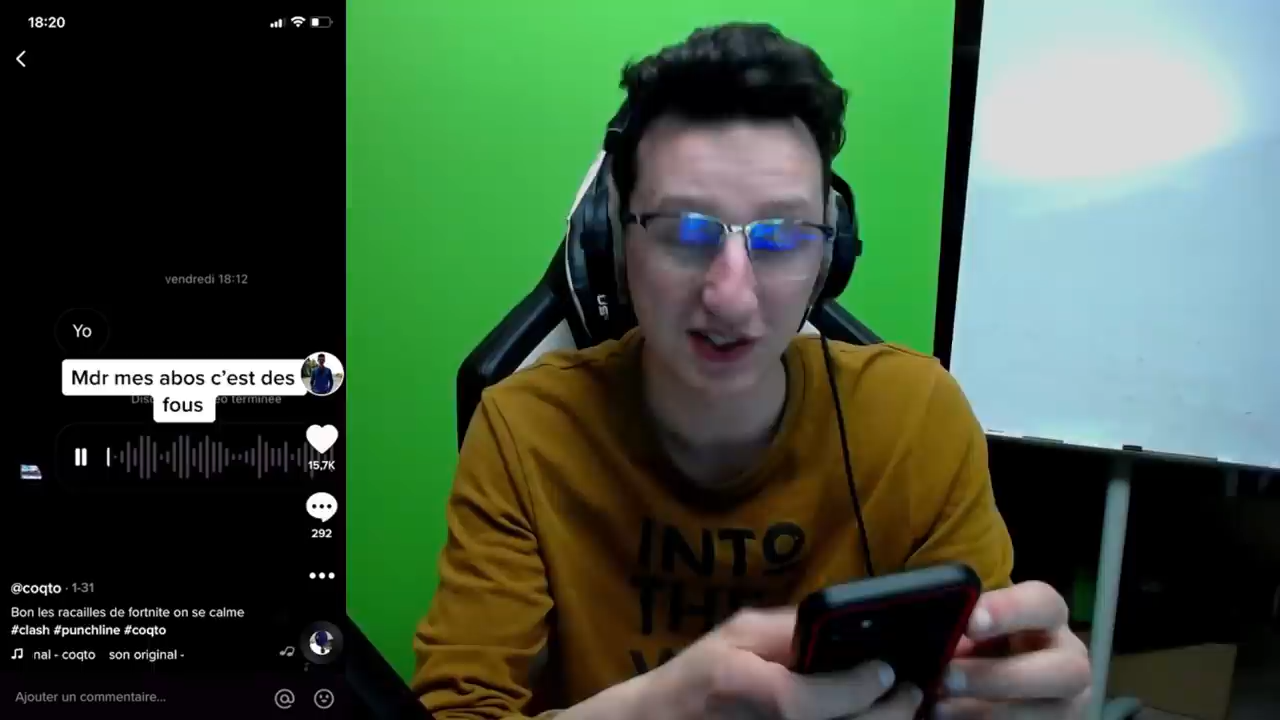 18:20
vendredi 18:12
Yo
Mdr mes abos c'est des
fous
terminée
15,7K
292
@coqto · 1-31
Bon les racailles de fortnite on se calme
#clash #punchline #coqto
nal - coqto son original -
Ajouter un commentaire...
INTO
THE